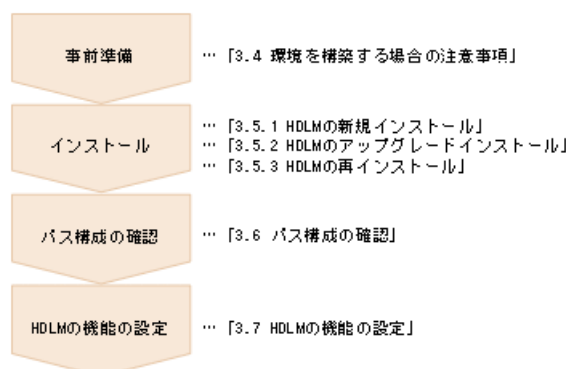 事前準備 … 「3.4 環境を構築する場合の注意事項」
インストール … 「3.5.1 HDLMの新規インストール」
… 「3.5.2 HDLMのアップグレードインストール」
… 「3.5.3 HDLMの再インストール」
パス構成の確認 … 「3.6 パス構成の確認」
HDLMの機能の設定 … 「3.7 HDLMの機能の設定」